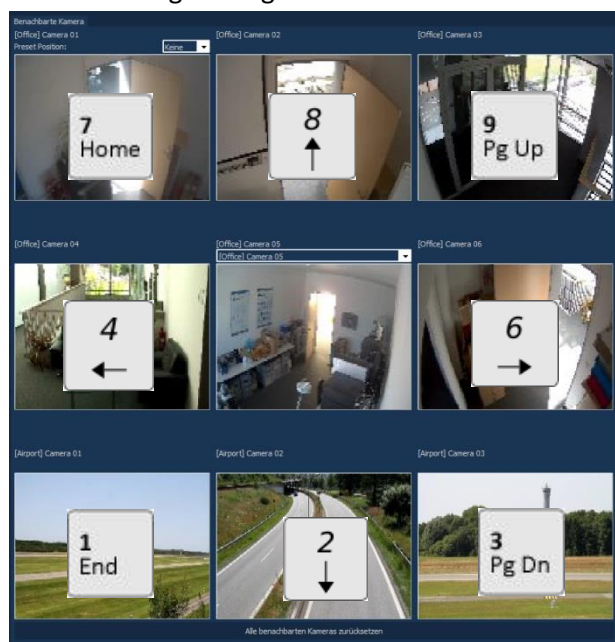 Benachbarte Kamera
[Office] Camera 01
[Office] Camera 02
[Office] Camera 03
Preset Position:
Keine
7
Home
8
↑
9
Pg Up
[Office] Camera 04
[Office] Camera 05
[Office] Camera 06
[Office] Camera 05
4
←
6
→
[Airport] Camera 01
[Airport] Camera 02
[Airport] Camera 03
1
End
2
↓
3
Pg Dn
Alle benachbarten Kameras zurücksetzen